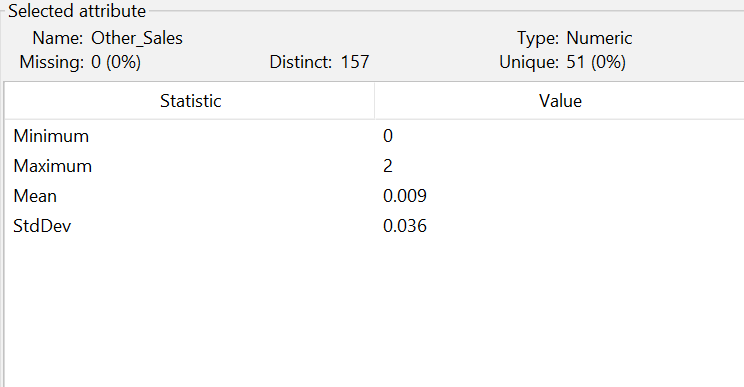 Selected attribute
Name: Other_Sales Type: Numeric
Missing: 0 (0%) Distinct: 157 Unique: 51 (0%)
Statistic Value
Minimum 0
Maximum 2
Mean 0.009
StdDev 0.036